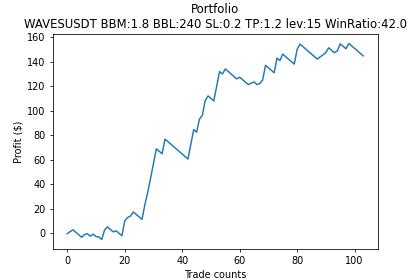 Portfolio
WAVESUSDT BBM:1.8 BBL:240 SL:0.2 TP:1.2 lev:15 WinRatio:42.0
160
140
120
100
80
60
40
20
0
Profit ($)
0 20 40 60 80 100
Trade counts